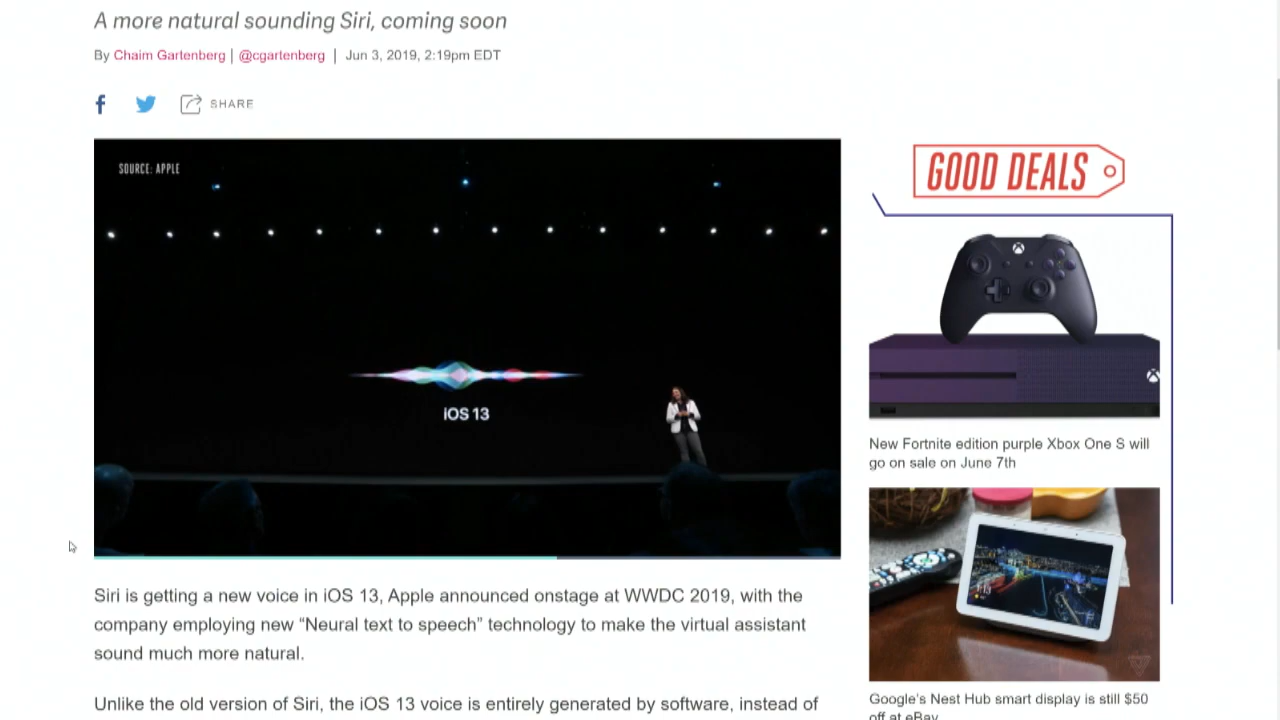 A more natural sounding Siri, coming soon
By Chaim Gartenberg | @cgartenberg | Jun 3, 2019, 2:19pm EDT
SHARE
SOURCE: APPLE
iOS 13
Siri is getting a new voice in iOS 13, Apple announced onstage at WWDC 2019, with the
company employing new “Neural text to speech” technology to make the virtual assistant
sound much more natural.
Unlike the old version of Siri, the iOS 13 voice is entirely generated by software, instead of
GOOD DEALS
New Fortnite edition purple Xbox One S will
go on sale on June 7th
Google’s Nest Hub smart display is still $50
off at eBay